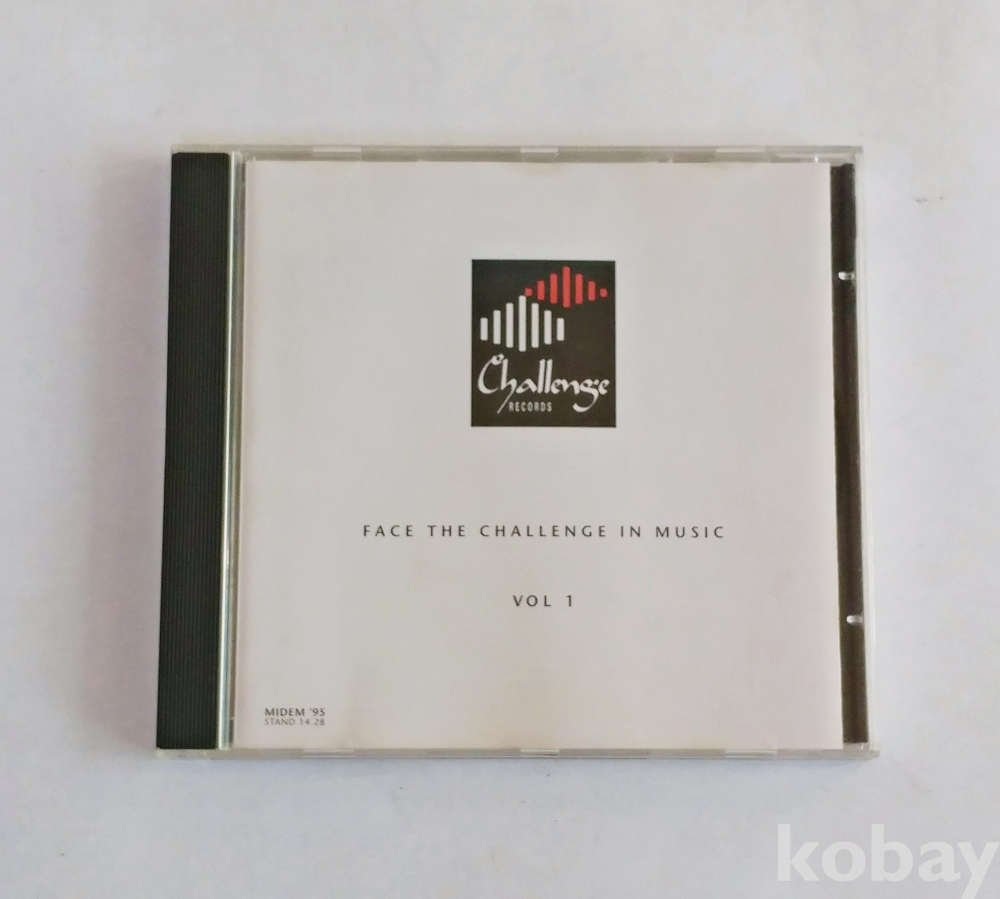 Challenge
RECORDS
FACE THE CHALLENGE IN MUSIC
VOL 1
MIDEM '95
STAND 14.28
kobay